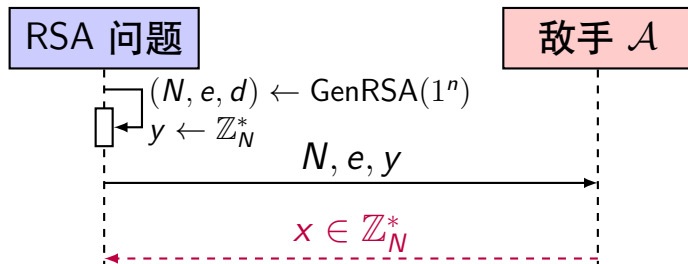 RSA 问题
敌手 𝒜
(N, e, d) ← GenRSA(1ⁿ)
y ← ℤ*_N
N, e, y
x ∈ ℤ*_N